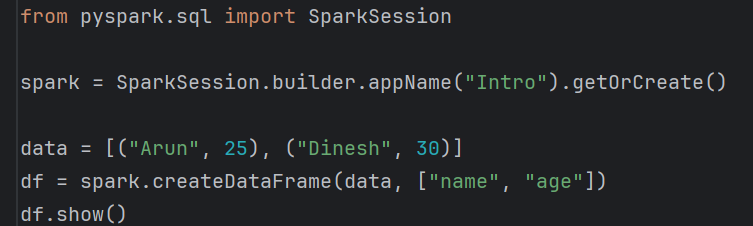 from pyspark.sql import SparkSession
spark = SparkSession.builder.appName("Intro").getOrCreate()
data = [("Arun", 25), ("Dinesh", 30)]
df = spark.createDataFrame(data, ["name", "age"])
df.show()